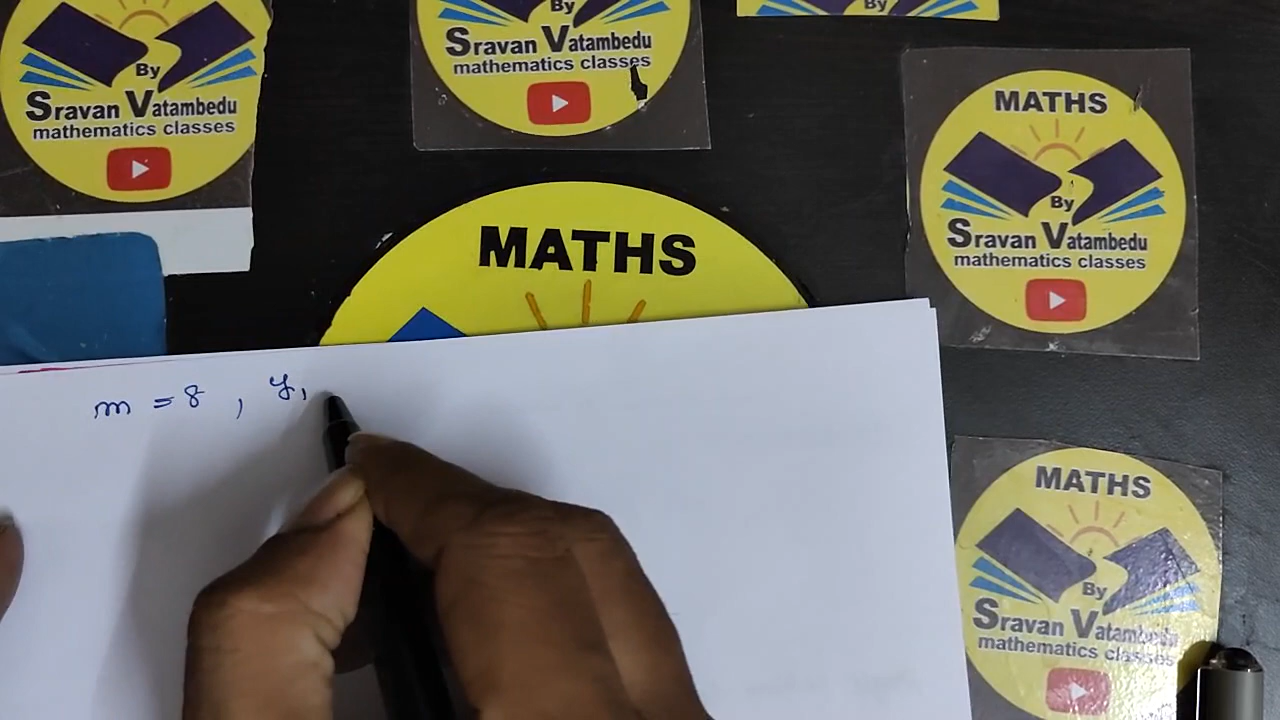 By
Sravan Vatambedu
mathematics classes
By
Sravan Vatambedu
mathematics classes
By
MATHS
By
Sravan Vatambedu
mathematics classes
MATHS
m = 8 , y₁
MATHS
By
Sravan Vatambedu
mathematics classes